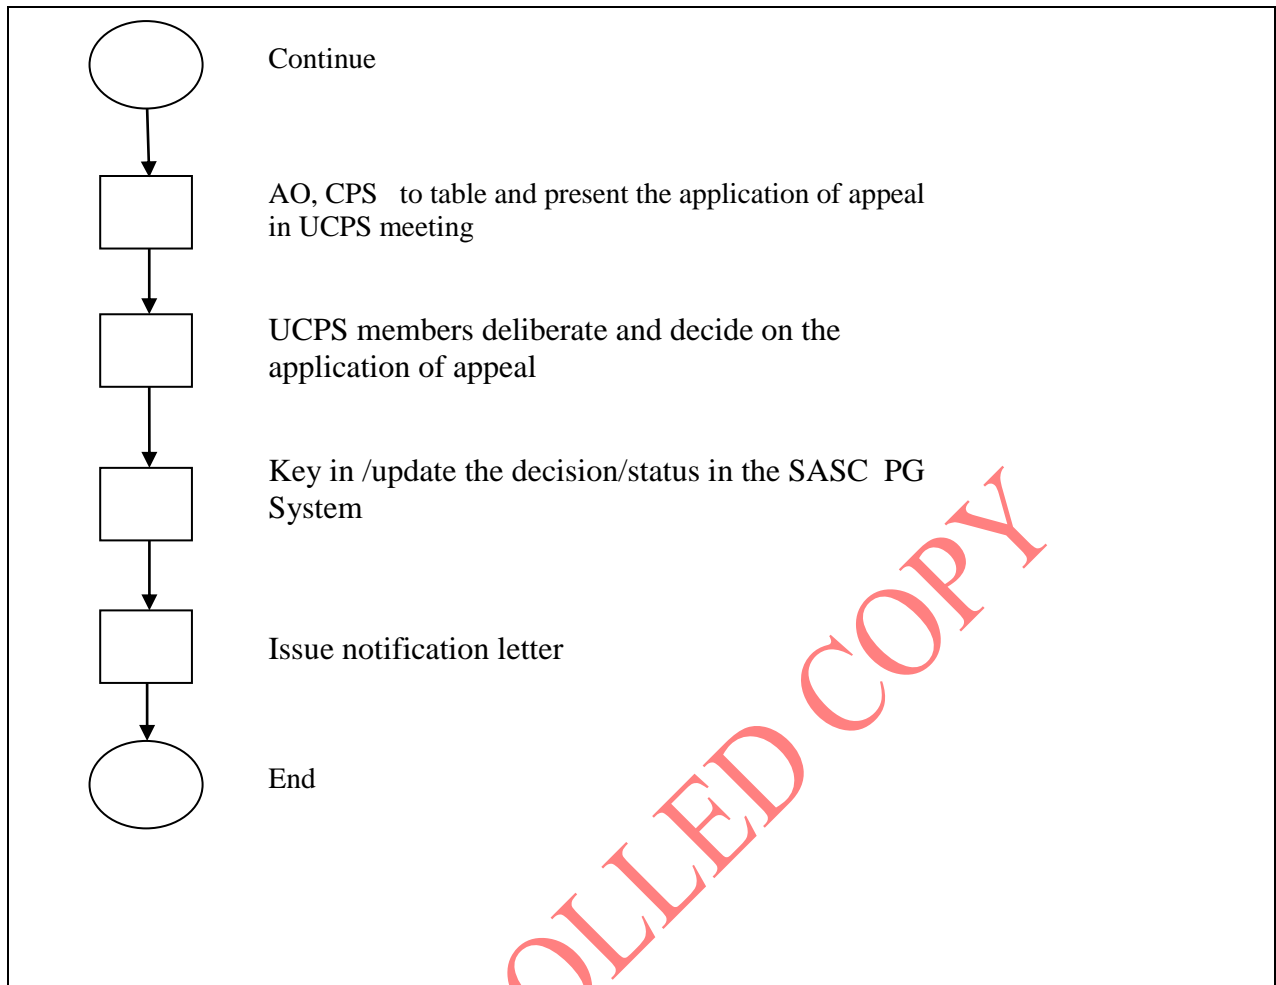 Continue
AO, CPS to table and present the application of appeal
in UCPS meeting
UCPS members deliberate and decide on the
application of appeal
Key in /update the decision/status in the SASC PG
System
Issue notification letter
End
OLLED COPY